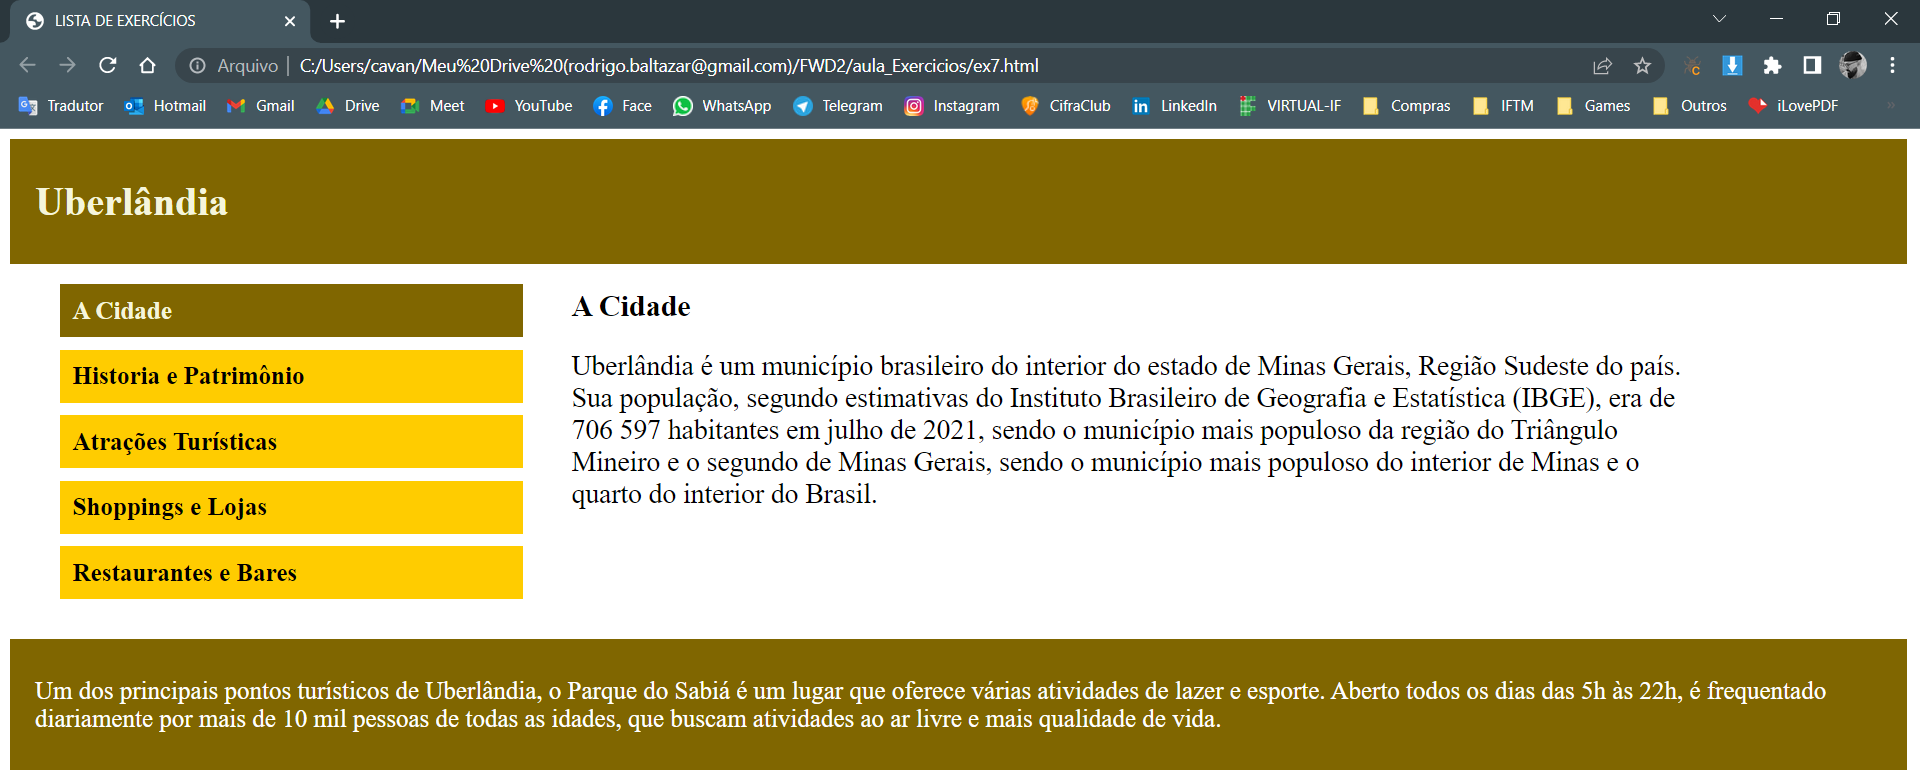 LISTA DE EXERCÍCIOS
Arquivo | C:/Users/cavan/Meu%20Drive%20(rodrigo.baltazar@gmail.com)/FWD2/aula_Exercicios/ex7.html
Tradutor Hotmail Gmail Drive Meet YouTube Face WhatsApp Telegram Instagram CifraClub LinkedIn VIRTUAL-IF Compras IFTM Games Outros iLovePDF
Uberlândia
A Cidade
Historia e Patrimônio
Atrações Turísticas
Shoppings e Lojas
Restaurantes e Bares
A Cidade
Uberlândia é um município brasileiro do interior do estado de Minas Gerais, Região Sudeste do país.
Sua população, segundo estimativas do Instituto Brasileiro de Geografia e Estatística (IBGE), era de
706 597 habitantes em julho de 2021, sendo o município mais populoso da região do Triângulo
Mineiro e o segundo de Minas Gerais, sendo o município mais populoso do interior de Minas e o
quarto do interior do Brasil.
Um dos principais pontos turísticos de Uberlândia, o Parque do Sabiá é um lugar que oferece várias atividades de lazer e esporte. Aberto todos os dias das 5h às 22h, é frequentado
diariamente por mais de 10 mil pessoas de todas as idades, que buscam atividades ao ar livre e mais qualidade de vida.